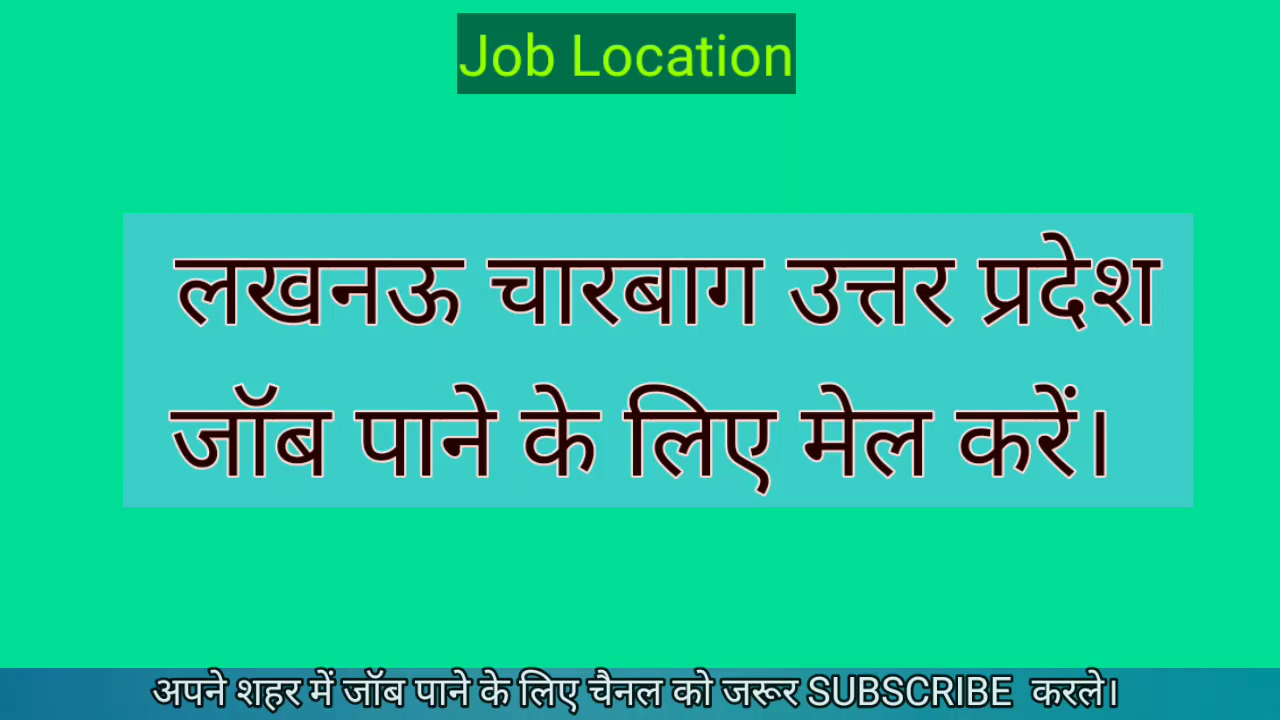 Job Location
लखनऊ चारबाग उत्तर प्रदेश
जॉब पाने के लिए मेल करें।
अपने शहर में जॉब पाने के लिए चैनल को जरूर SUBSCRIBE करले।